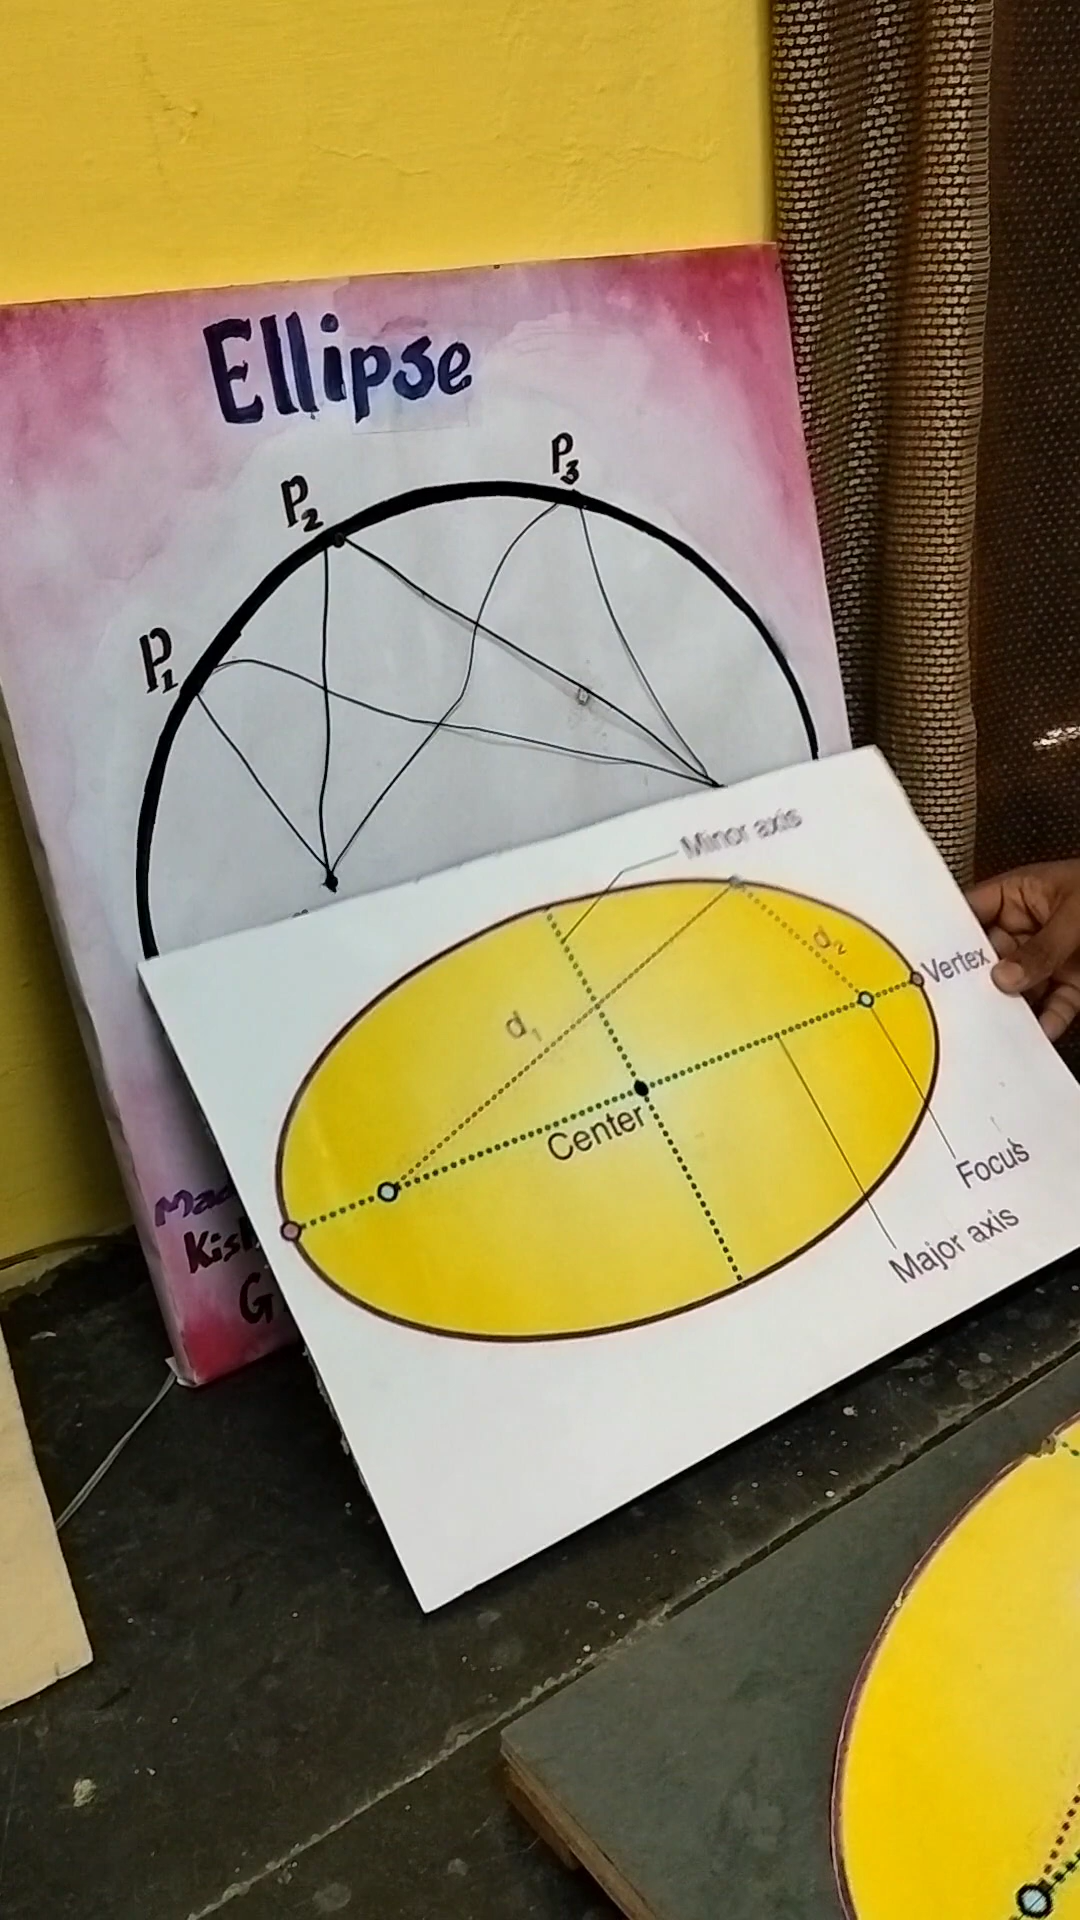 Ellipse
P3
P2
P1
Minor axis
d2
Vertex
d1
Center
Focus
Major axis